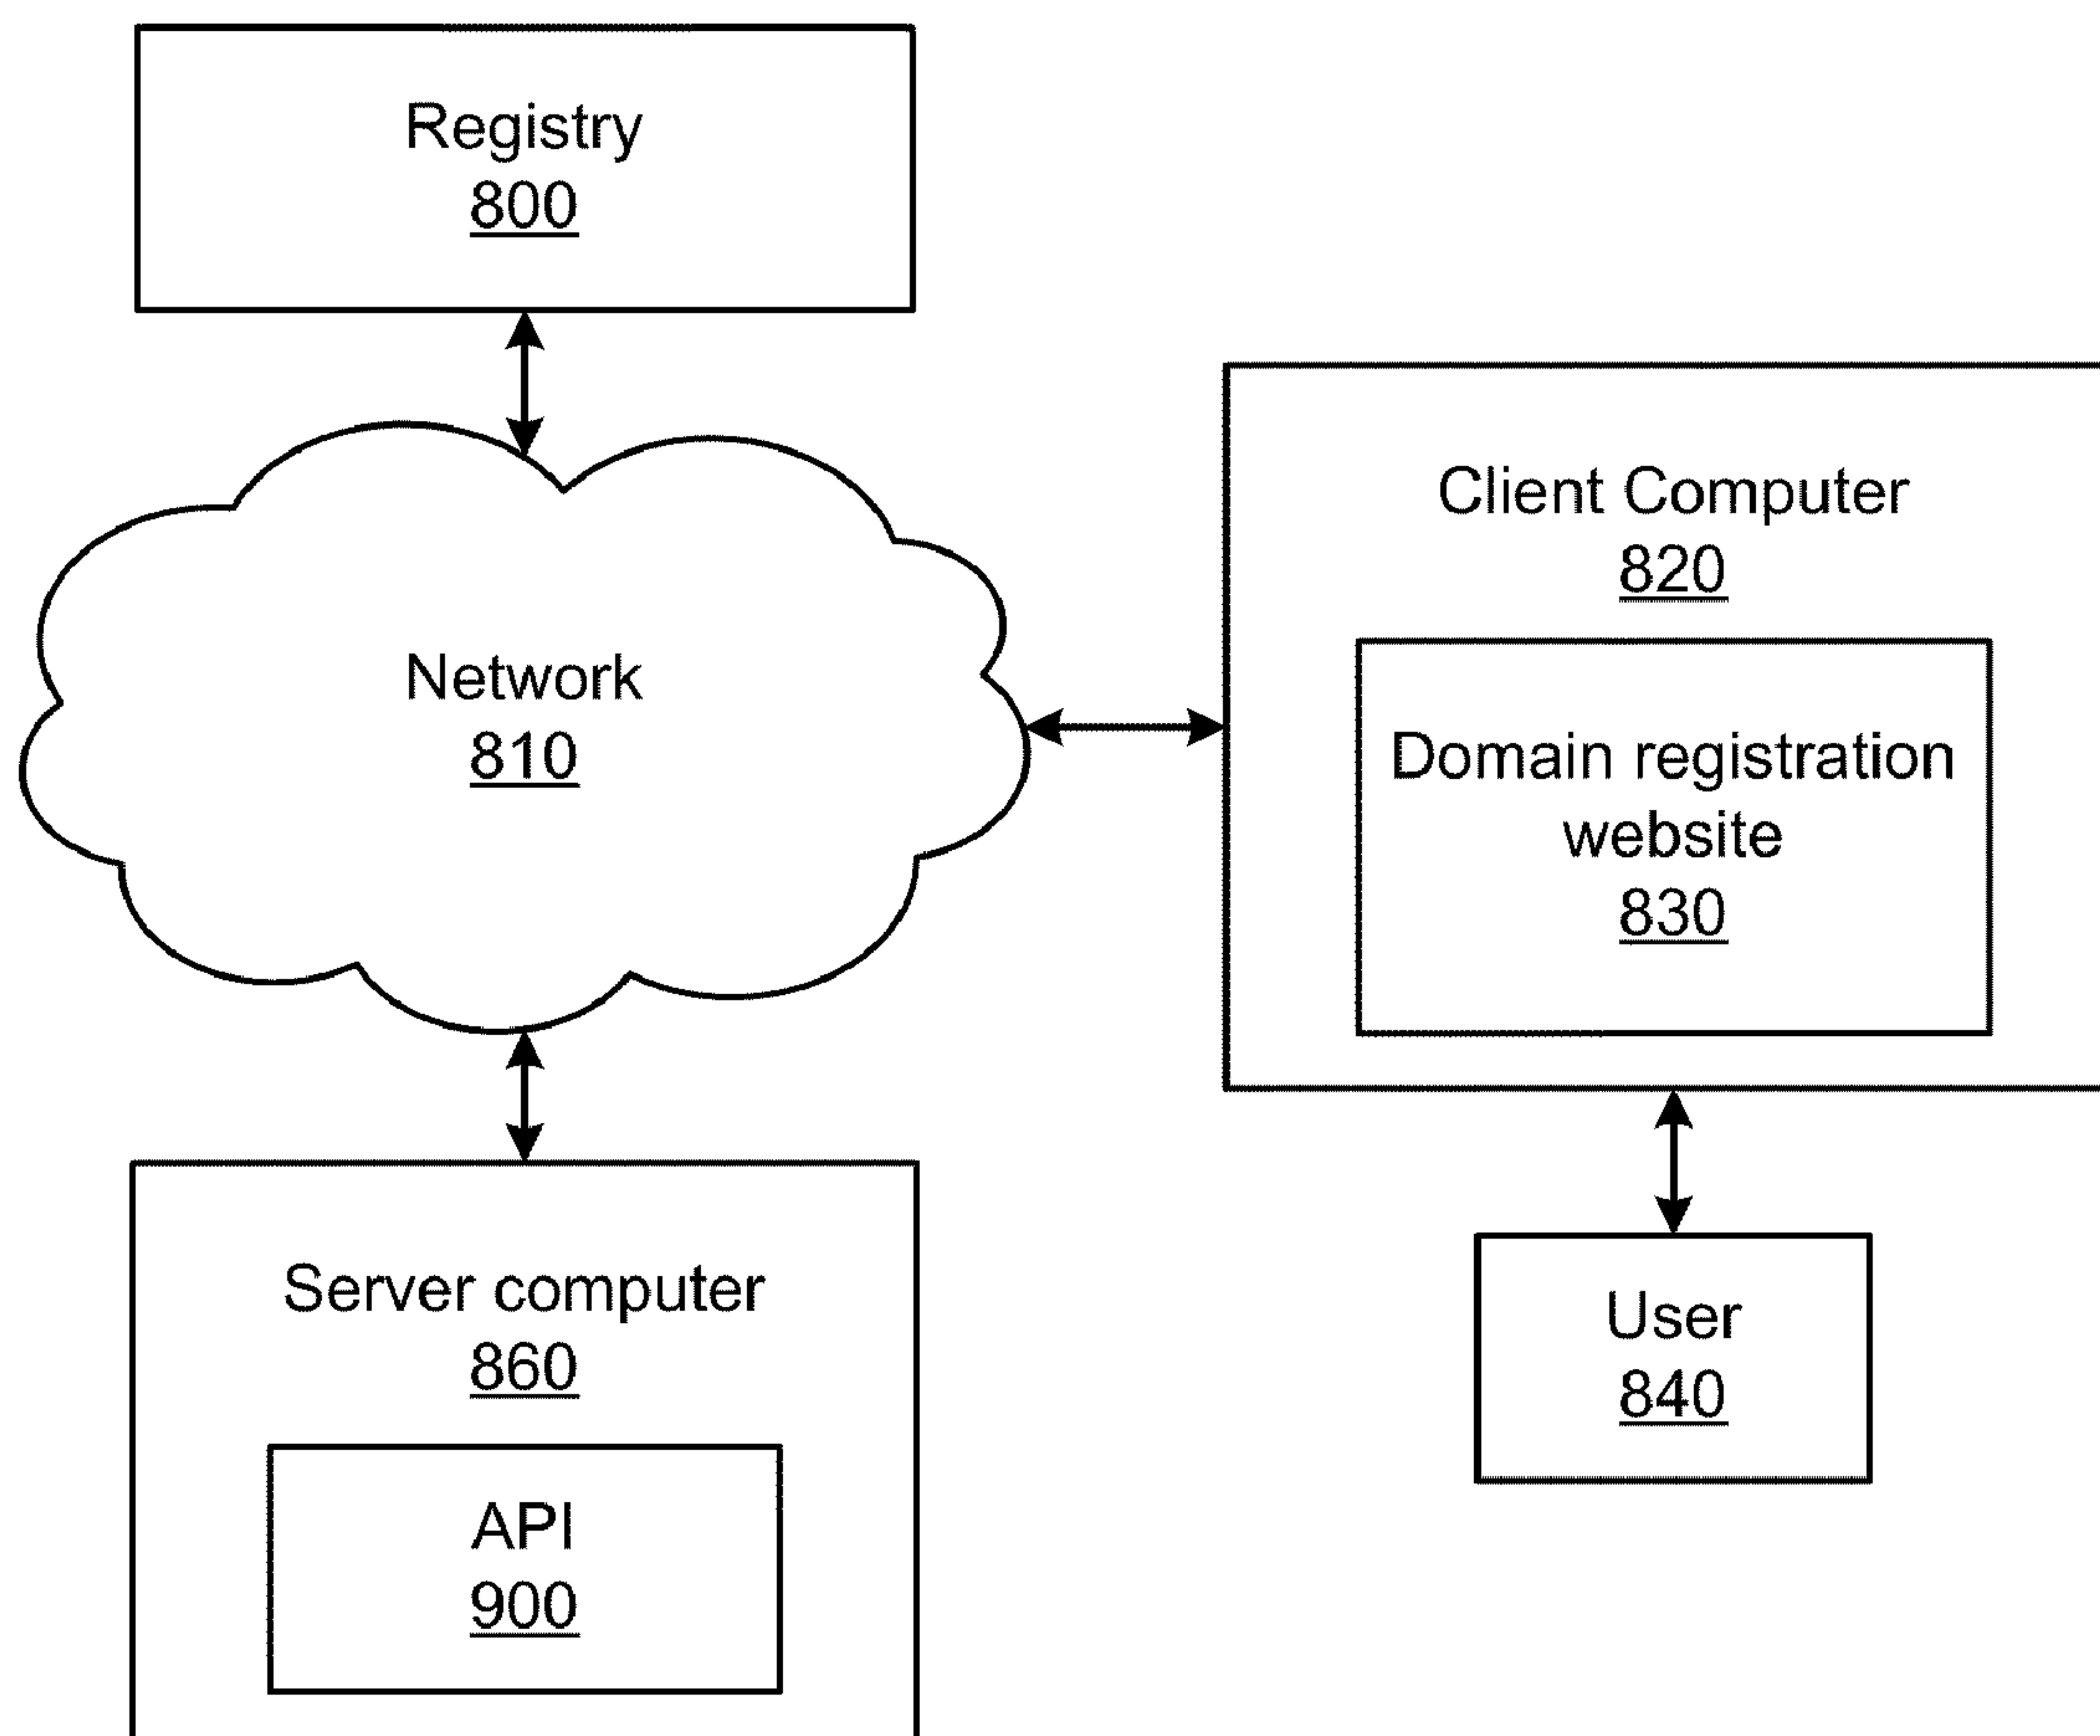 Registry
800
Network
810
Client Computer
820
Domain registration
website
830
Server computer
860
API
900
User
840